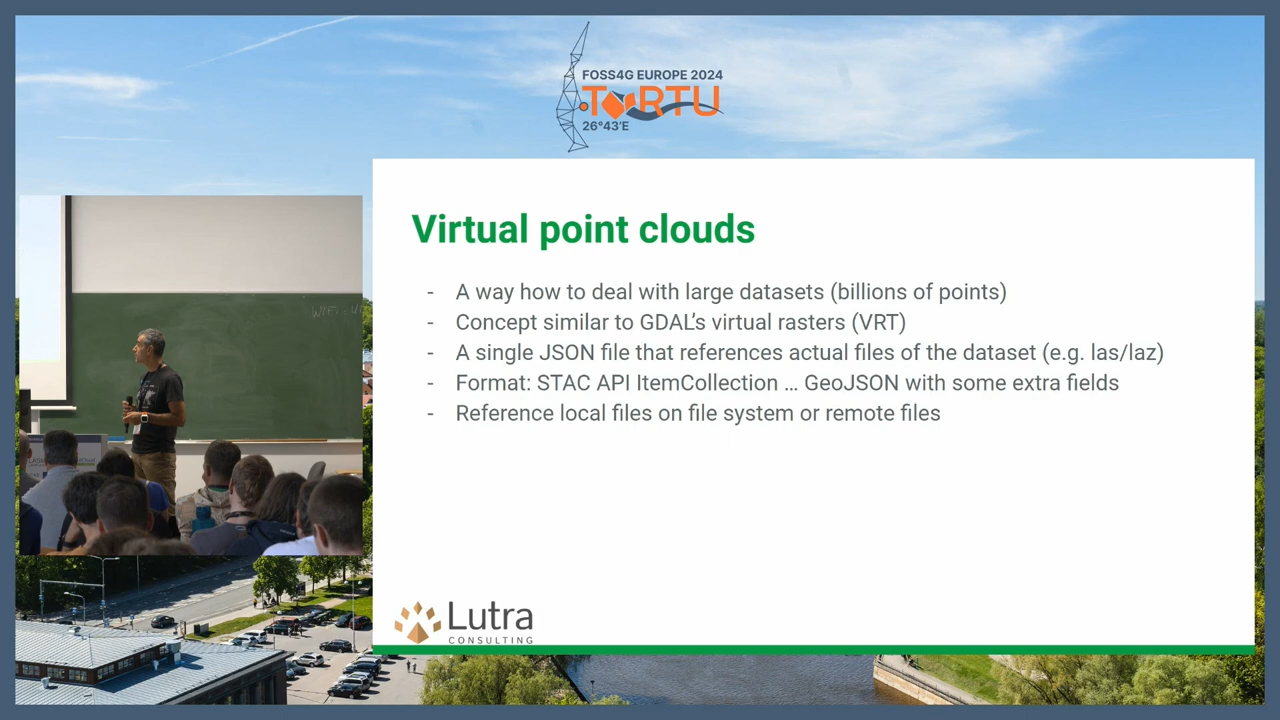 FOSS4G EUROPE 2024
TARTU
26°43'E
Virtual point clouds
- A way how to deal with large datasets (billions of points)
- Concept similar to GDAL's virtual rasters (VRT)
- A single JSON file that references actual files of the dataset (e.g. las/laz)
- Format: STAC API ItemCollection … GeoJSON with some extra fields
- Reference local files on file system or remote files
Lutra
CONSULTING